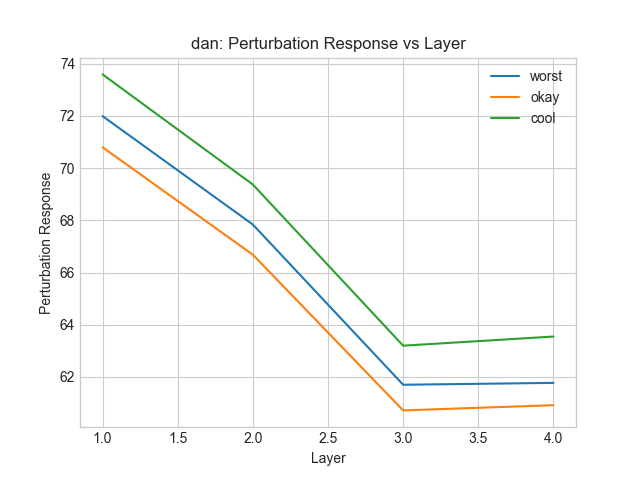 dan: Perturbation Response vs Layer
worst
okay
cool
Perturbation Response
74
72
70
68
66
64
62
1.0 1.5 2.0 2.5 3.0 3.5 4.0
Layer